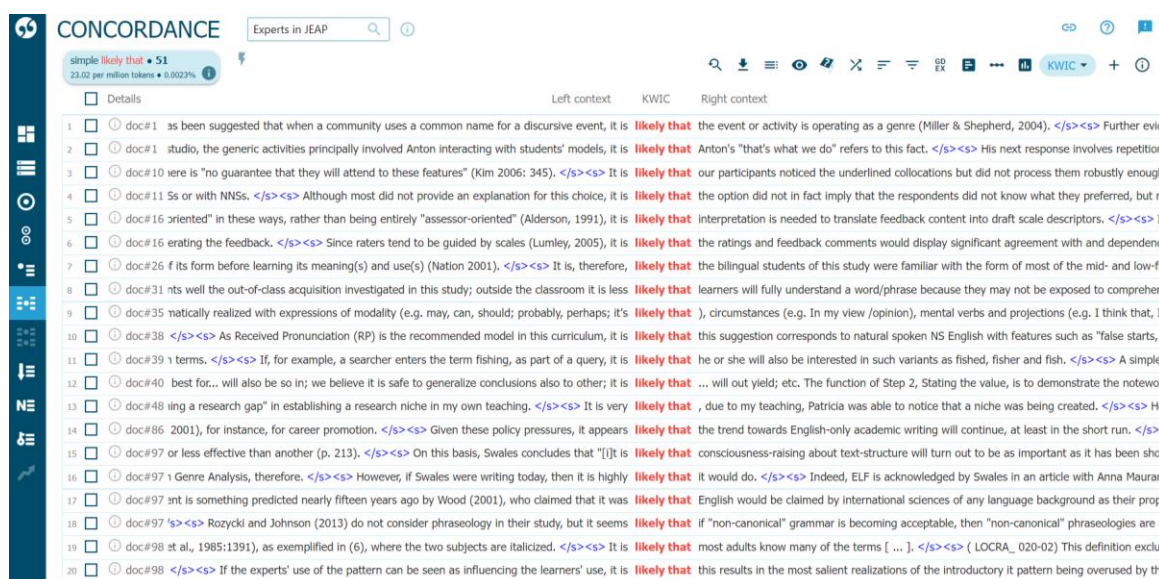 CONCORDANCE Experts in JEAP
simple likely that • 51
23.02 per million tokens • 0.0023%
GD EX KWIC +
Details Left context KWIC Right context
1 doc#1 as been suggested that when a community uses a common name for a discursive event, it is likely that the event or activity is operating as a genre (Miller & Shepherd, 2004). </s><s> Further evi
2 doc#1 studio, the generic activities principally involved Anton interacting with students' models, it is likely that Anton's "that's what we do" refers to this fact. </s><s> His next response involves repetition
3 doc#10 here is "no guarantee that they will attend to these features" (Kim 2006: 345). </s><s> It is likely that our participants noticed the underlined collocations but did not process them robustly enough
4 doc#11 Ss or with NNSs. </s><s> Although most did not provide an explanation for this choice, it is likely that the option did not in fact imply that the respondents did not know what they preferred, but r
5 doc#16 oriented" in these ways, rather than being entirely "assessor-oriented" (Alderson, 1991), it is likely that interpretation is needed to translate feedback content into draft scale descriptors. </s><s>
6 doc#16 erating the feedback. </s><s> Since raters tend to be guided by scales (Lumley, 2005), it is likely that the ratings and feedback comments would display significant agreement with and dependenc
7 doc#26 f its form before learning its meaning(s) and use(s) (Nation 2001). </s><s> It is, therefore, likely that the bilingual students of this study were familiar with the form of most of the mid- and low-f
8 doc#31 nts well the out-of-class acquisition investigated in this study; outside the classroom it is less likely that learners will fully understand a word/phrase because they may not be exposed to comprehen
9 doc#35 matically realized with expressions of modality (e.g. may, can, should; probably, perhaps; it's likely that ), circumstances (e.g. In my view /opinion), mental verbs and projections (e.g. I think that, I
10 doc#38 </s><s> As Received Pronunciation (RP) is the recommended model in this curriculum, it is likely that this suggestion corresponds to natural spoken NS English with features such as "false starts,
11 doc#39 n terms. </s><s> If, for example, a searcher enters the term fishing, as part of a query, it is likely that he or she will also be interested in such variants as fished, fisher and fish. </s><s> A simple
12 doc#40 best for... will also be so in; we believe it is safe to generalize conclusions also to other; it is likely that ... will out yield; etc. The function of Step 2, Stating the value, is to demonstrate the notewo
13 doc#48 ing a research gap" in establishing a research niche in my own teaching. </s><s> It is very likely that , due to my teaching, Patricia was able to notice that a niche was being created. </s><s> H
14 doc#86 2001), for instance, for career promotion. </s><s> Given these policy pressures, it appears likely that the trend towards English-only academic writing will continue, at least in the short run. </s>
15 doc#97 or less effective than another (p. 213). </s><s> On this basis, Swales concludes that "[i]t is likely that consciousness-raising about text-structure will turn out to be as important as it has been sho
16 doc#97 Genre Analysis, therefore. </s><s> However, if Swales were writing today, then it is highly likely that it would do. </s><s> Indeed, ELF is acknowledged by Swales in an article with Anna Mauran
17 doc#97 ent is something predicted nearly fifteen years ago by Wood (2001), who claimed that it was likely that English would be claimed by international sciences of any language background as their prop
18 doc#97 's><s> Rozycki and Johnson (2013) do not consider phraseology in their study, but it seems likely that if "non-canonical" grammar is becoming acceptable, then "non-canonical" phraseologies are
19 doc#98 et al., 1985:1391), as exemplified in (6), where the two subjects are italicized. </s><s> It is likely that most adults know many of the terms [ ... ]. </s><s> ( LOCRA_ 020-02) This definition exclu
20 doc#98 </s><s> If the experts' use of the pattern can be seen as influencing the learners' use, it is likely that this results in the most salient realizations of the introductory it pattern being overused by th